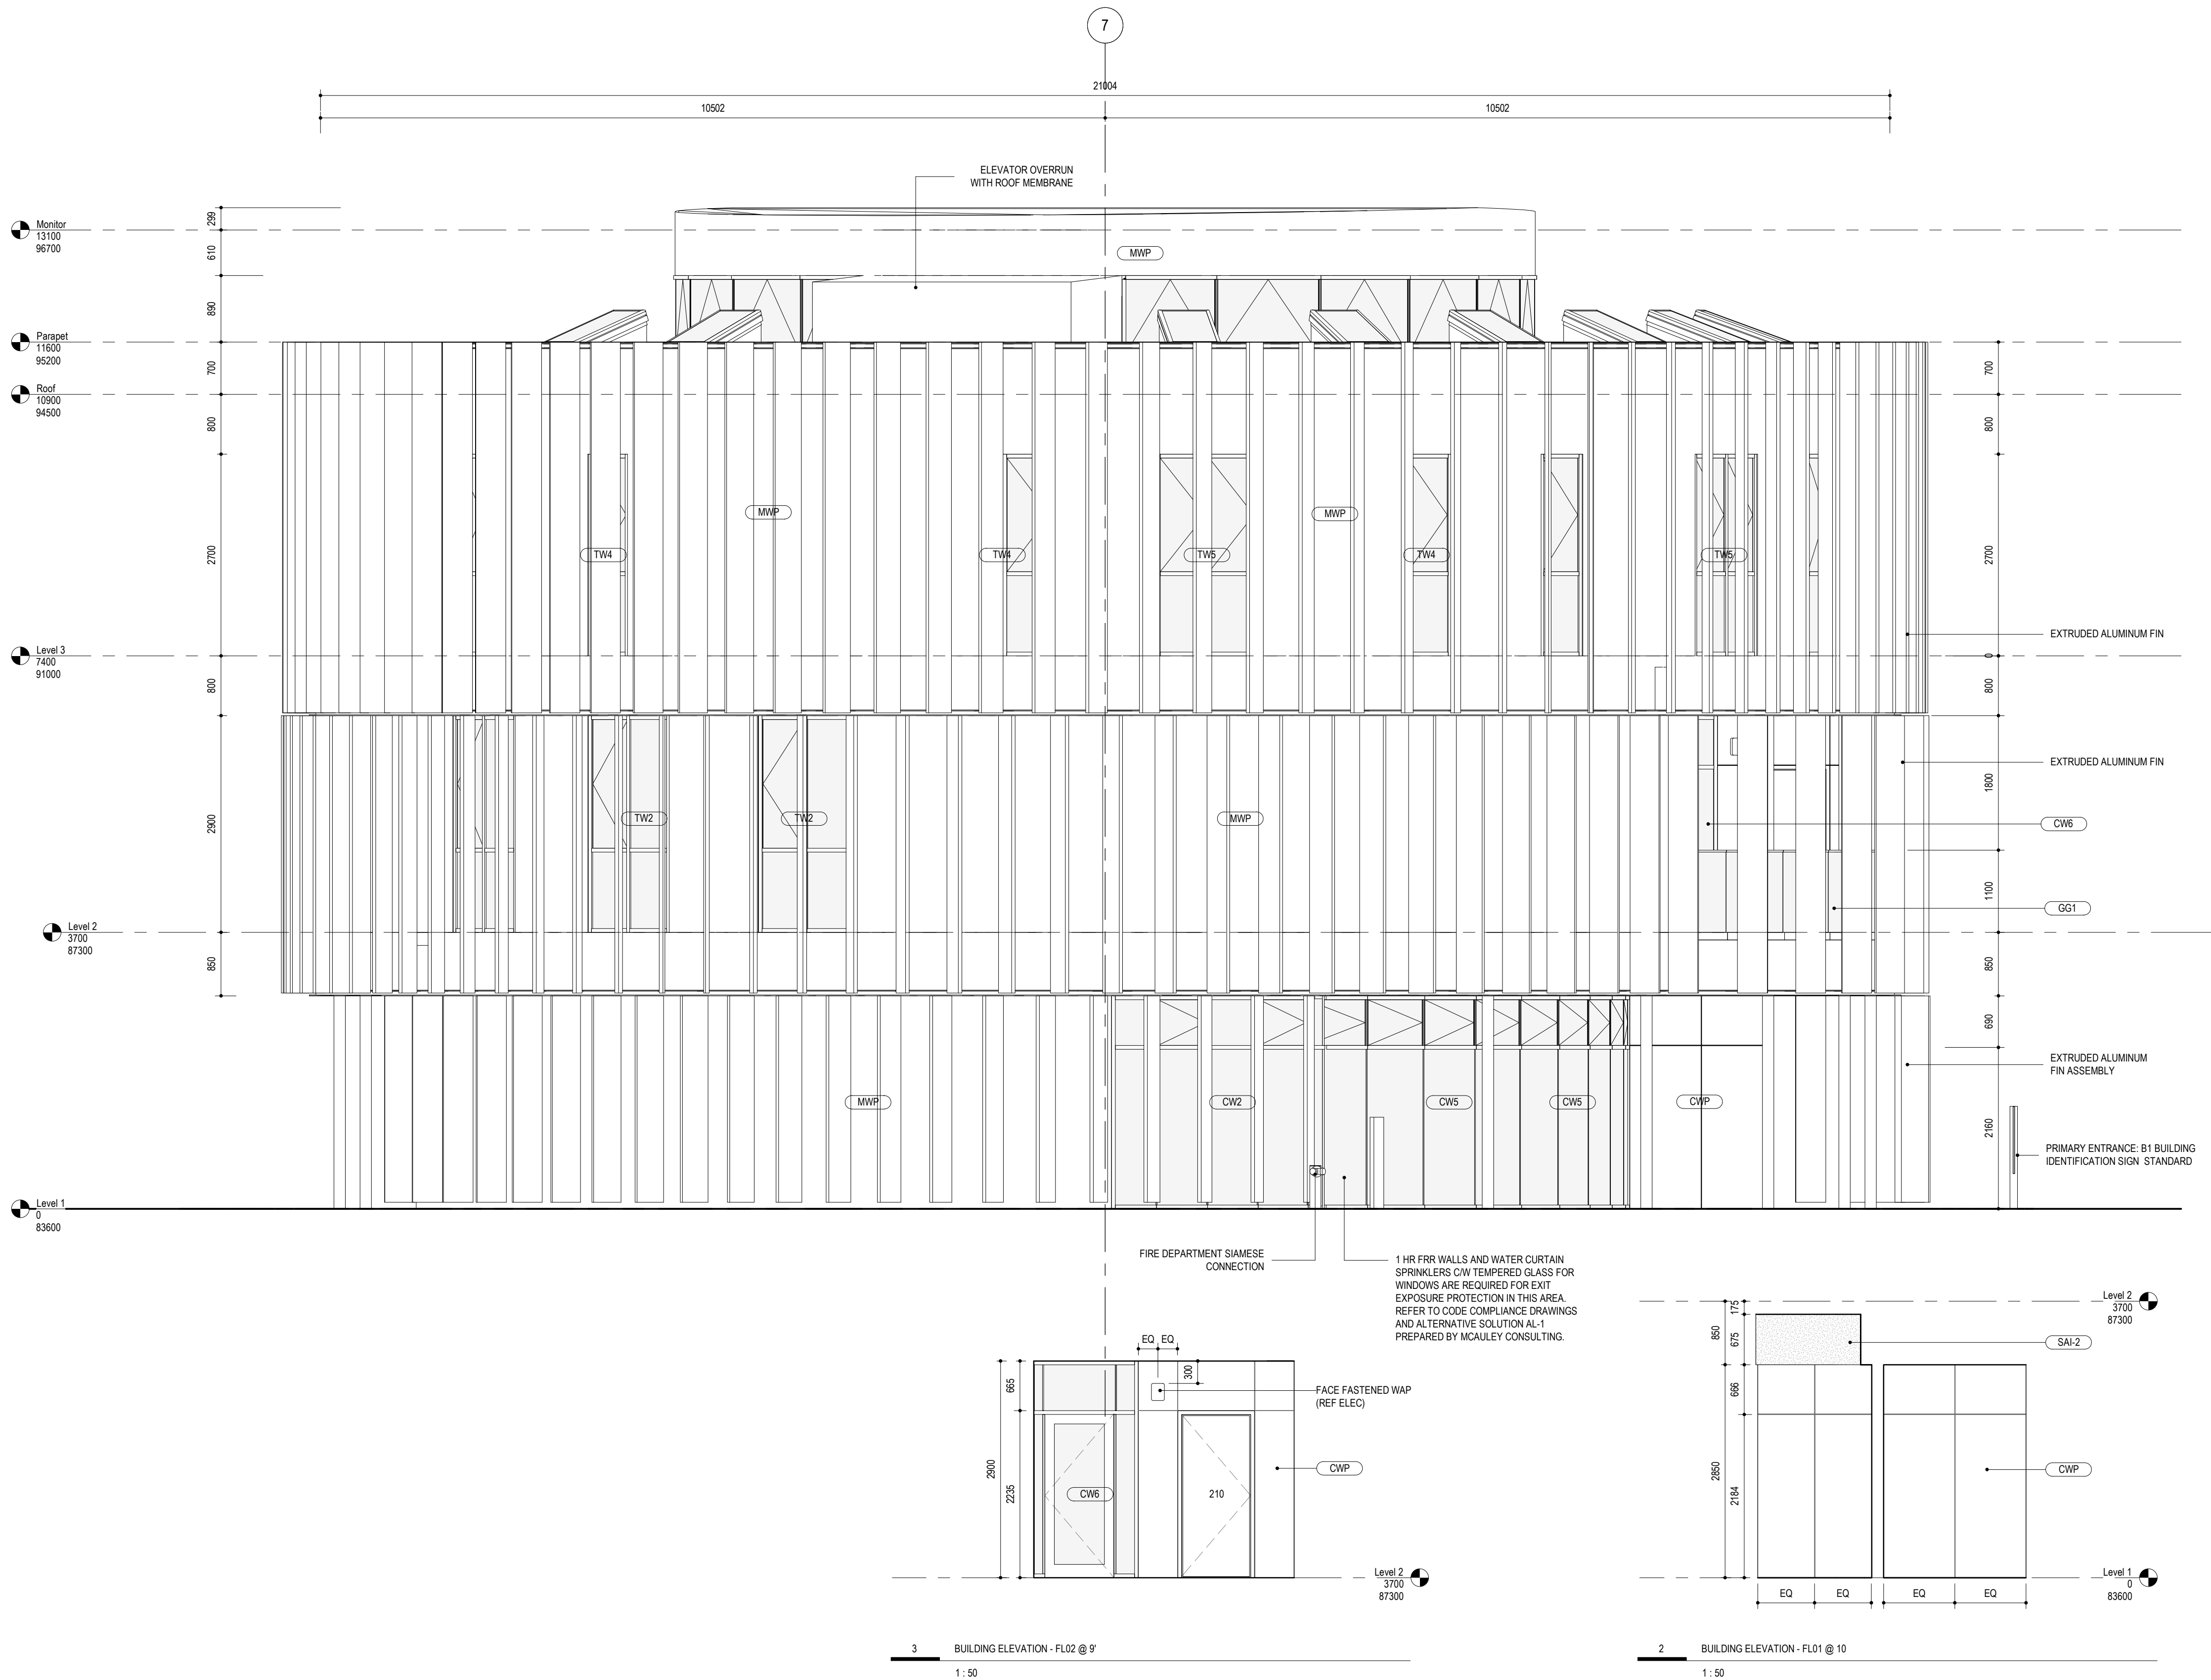 7
21004
10502
10502
ELEVATOR OVERRUN
WITH ROOF MEMBRANE
Monitor
13100
96700
299
610
MWP
890
Parapet
11600
95200
700
700
Roof
10900
94500
800
800
MWP
MWP
TW4
TW4
TW5
TW4
TW5
2700
2700
EXTRUDED ALUMINUM FIN
Level 3
7400
91000
0
800
800
EXTRUDED ALUMINUM FIN
1800
2900
TW2
TW2
MWP
CW6
1100
GG1
Level 2
3700
87300
850
850
690
EXTRUDED ALUMINUM
FIN ASSEMBLY
MWP
CW2
CW5
CW5
CWP
2160
PRIMARY ENTRANCE: B1 BUILDING
IDENTIFICATION SIGN STANDARD
Level 1
0
83600
FIRE DEPARTMENT SIAMESE
CONNECTION
1 HR FRR WALLS AND WATER CURTAIN
SPRINKLERS C/W TEMPERED GLASS FOR
WINDOWS ARE REQUIRED FOR EXIT
EXPOSURE PROTECTION IN THIS AREA.
REFER TO CODE COMPLIANCE DRAWINGS
AND ALTERNATIVE SOLUTION AL-1
PREPARED BY MCAULEY CONSULTING.
EQ EQ
300
665
2900
2235
FACE FASTENED WAP
(REF ELEC)
CWP
CW6
210
Level 2
3700
87300
3 BUILDING ELEVATION - FL02 @ 9'
1 : 50
Level 2
3700
87300
175
850
675
SAI-2
666
2850
2184
CWP
Level 1
0
83600
EQ EQ EQ EQ
2 BUILDING ELEVATION - FL01 @ 10
1 : 50